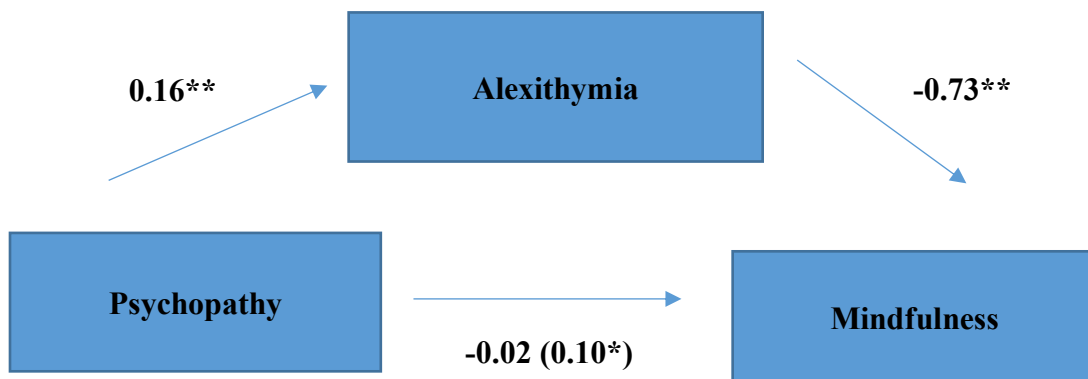 Alexithymia
0.16**
-0.73**
Psychopathy
Mindfulness
-0.02 (0.10*)